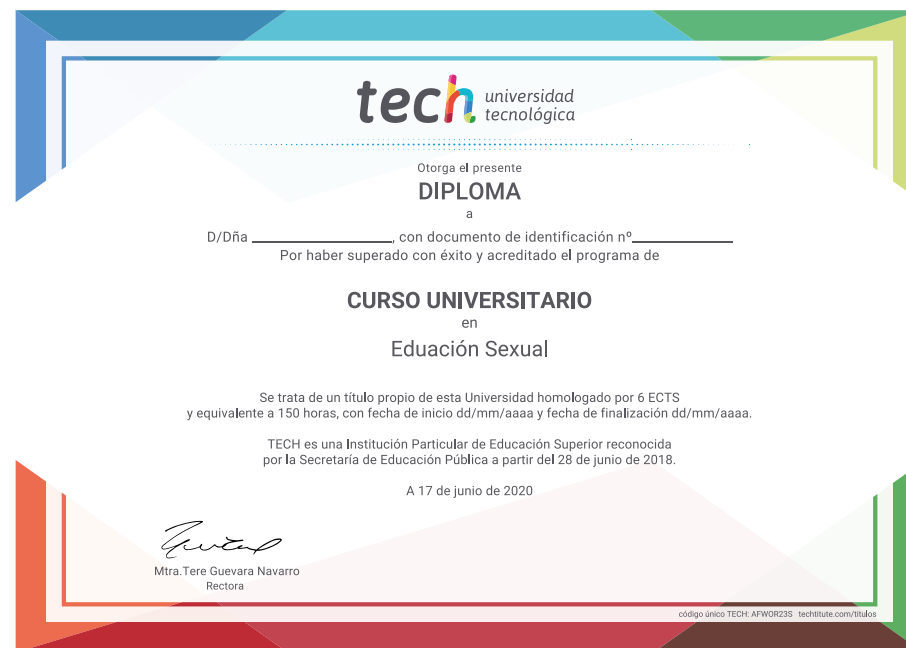 tech universidad
tecnológica
Otorga el presente
DIPLOMA
a
D/Dña ____________________, con documento de identificación nº______________
Por haber superado con éxito y acreditado el programa de
CURSO UNIVERSITARIO
en
Eduación Sexual
Se trata de un título propio de esta Universidad homologado por 6 ECTS
y equivalente a 150 horas, con fecha de inicio dd/mm/aaaa y fecha de finalización dd/mm/aaaa.
TECH es una Institución Particular de Educación Superior reconocida
por la Secretaría de Educación Pública a partir del 28 de junio de 2018.
A 17 de junio de 2020
Mtra.Tere Guevara Navarro
Rectora
código único TECH: AFWOR23S techtitute.com/titulos